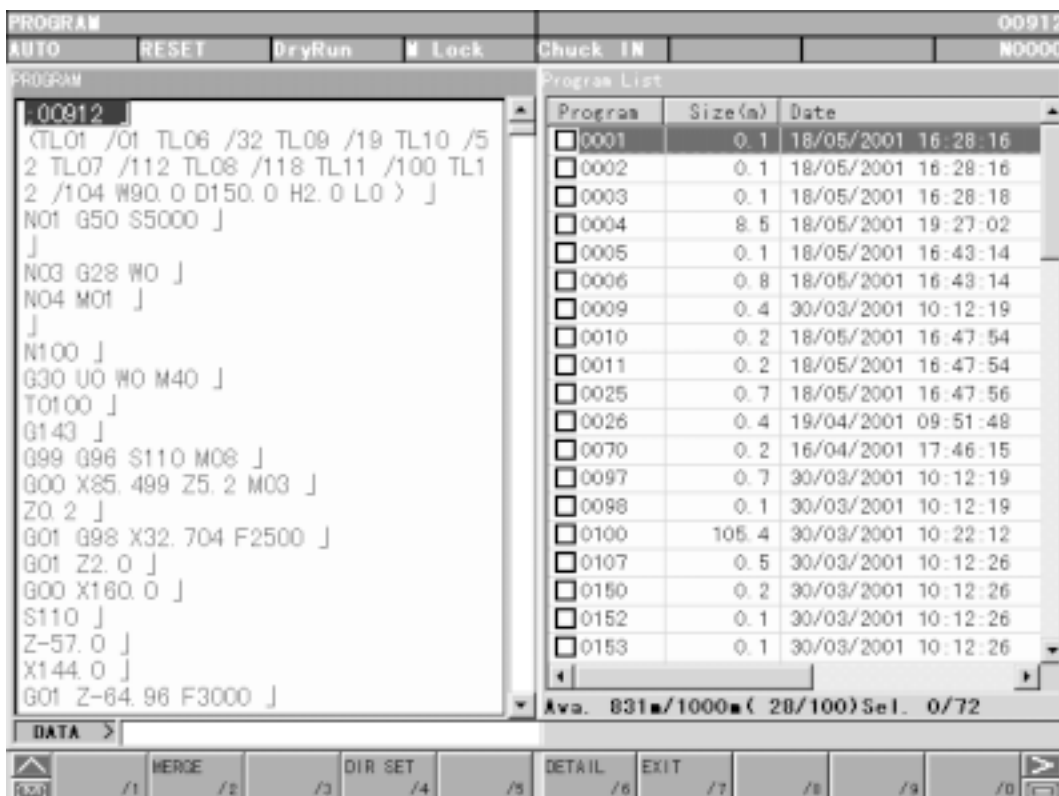 PROGRAM O0912
AUTO RESET DryRun M Lock Chuck IN N0000
PROGRAM
;O0912 ⏌
(TL01 /01 TL06 /32 TL09 /19 TL10 /5
2 TL07 /112 TL08 /118 TL11 /100 TL1
2 /104 W90.0 D150.0 H2.0 L0 ) ⏌
N01 G50 S5000 ⏌
⏌
N03 G28 W0 ⏌
N04 M01 ⏌
⏌
N100 ⏌
G30 U0 W0 M40 ⏌
T0100 ⏌
G143 ⏌
G99 G96 S110 M08 ⏌
G00 X85.499 Z5.2 M03 ⏌
Z0.2 ⏌
G01 G98 X32.704 F2500 ⏌
G01 Z2.0 ⏌
G00 X160.0 ⏌
S110 ⏌
Z-57.0 ⏌
X144.0 ⏌
G01 Z-64.96 F3000 ⏌
Program List
Program Size(m) Date
0001 0.1 18/05/2001 16:28:16
0002 0.1 18/05/2001 16:28:16
0003 0.1 18/05/2001 16:28:18
0004 8.5 18/05/2001 19:27:02
0005 0.1 18/05/2001 16:43:14
0006 0.8 18/05/2001 16:43:14
0009 0.4 30/03/2001 10:12:19
0010 0.2 18/05/2001 16:47:54
0011 0.2 18/05/2001 16:47:54
0025 0.7 18/05/2001 16:47:56
0026 0.4 19/04/2001 09:51:48
0070 0.2 16/04/2001 17:46:15
0097 0.7 30/03/2001 10:12:19
0098 0.1 30/03/2001 10:12:19
0100 105.4 30/03/2001 10:22:12
0107 0.5 30/03/2001 10:12:26
0150 0.2 30/03/2001 10:12:26
0152 0.1 30/03/2001 10:12:26
0153 0.1 30/03/2001 10:12:26
Ava. 831m/1000m( 28/100)Sel. 0/72
DATA >
MERGE DIR SET DETAIL EXIT
/1 /2 /3 /4 /5 /6 /7 /8 /9 /0